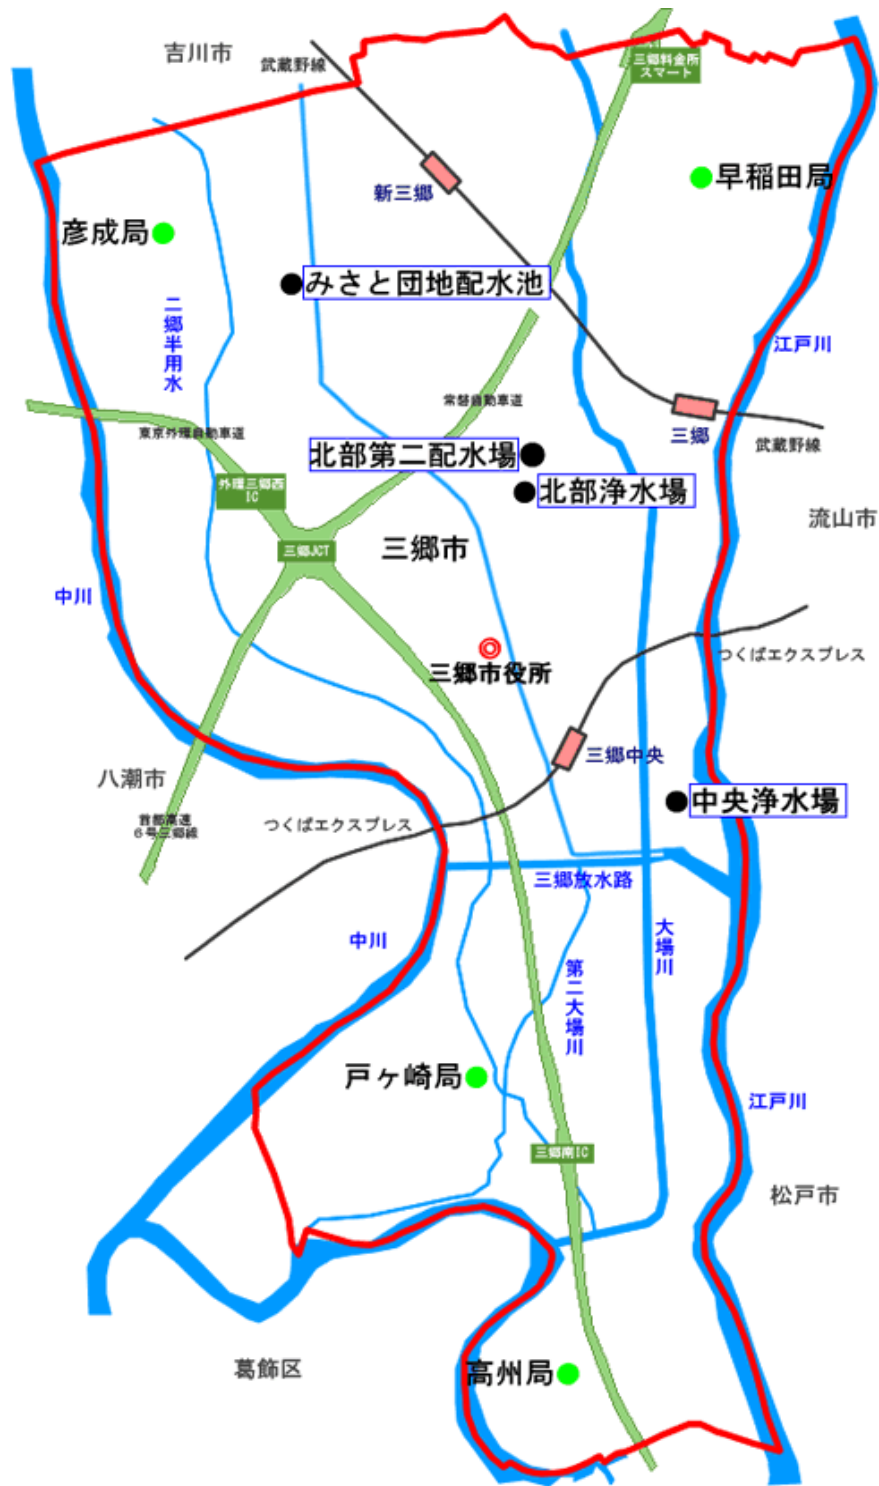 吉川市
武蔵野線
三郷料金所
スマート
新三郷
早稲田局
彦成局
みさと団地配水池
二郷半用水
江戸川
常磐自動車道
三郷
武蔵野線
東京外環自動車道
北部第二配水場
外環三郷西
IC
北部浄水場
流山市
三郷JCT
三郷市
中川
三郷市役所
つくばエクスプレス
三郷中央
八潮市
中央浄水場
首都高速
6号三郷線
つくばエクスプレス
三郷放水路
中川
大場川
第二大場川
戸ヶ崎局
江戸川
三郷南IC
松戸市
葛飾区
高州局